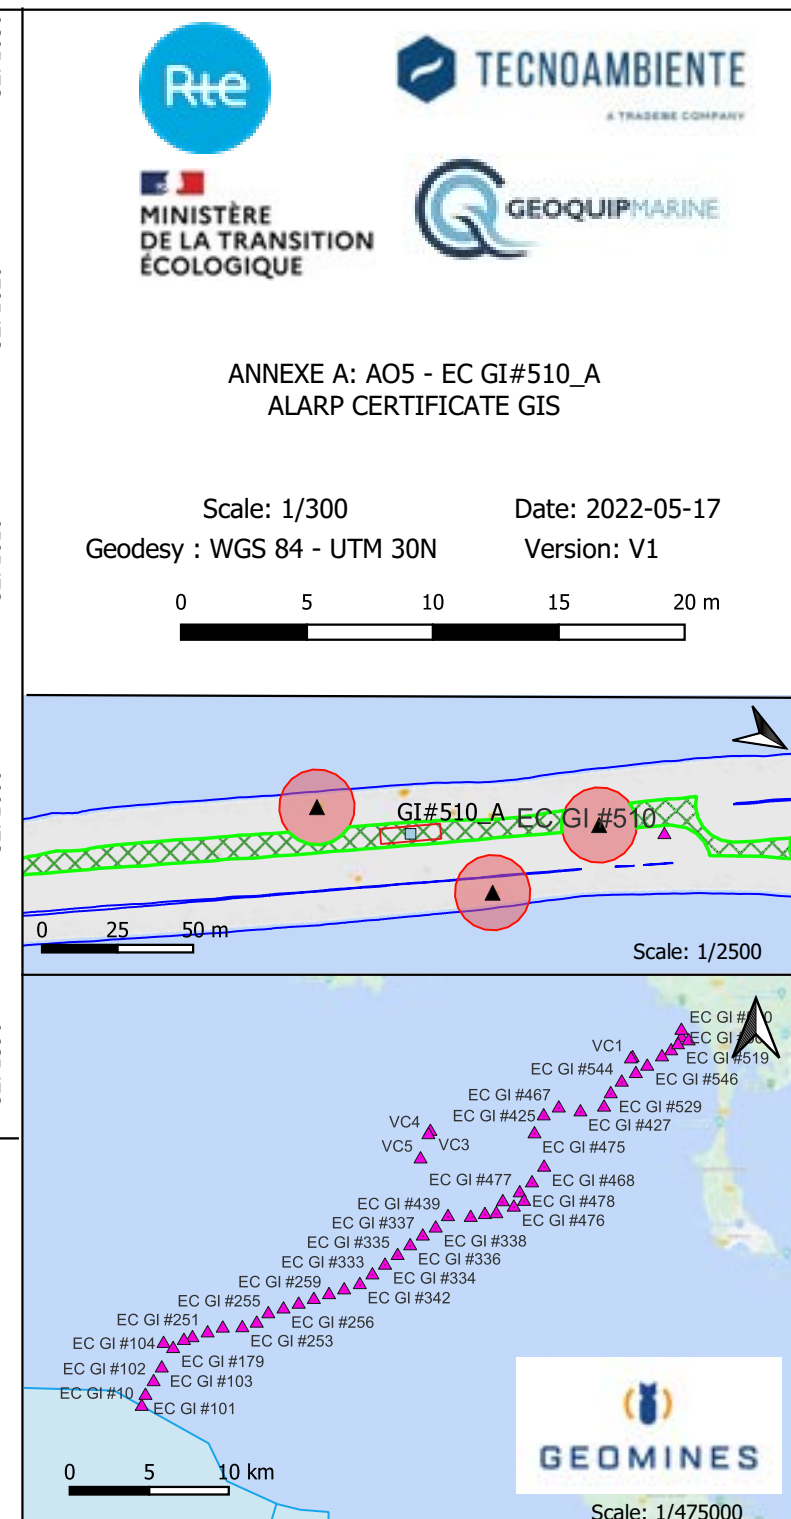 Rte
TECNOAMBIENTE
A TRADEBE COMPANY
MINISTÈRE
DE LA TRANSITION
ÉCOLOGIQUE
GEOQUIPMARINE
ANNEXE A: AO5 - EC GI#510_A
ALARP CERTIFICATE GIS
Scale: 1/300
Date: 2022-05-17
Geodesy : WGS 84 - UTM 30N
Version: V1
0 5 10 15 20 m
GI#510_A
EC GI #510
0 25 50 m
Scale: 1/2500
EC GI
VC1
EC GI #519
EC GI #544
EC GI #546
EC GI #467
EC GI #529
EC GI #425
EC GI #427
VC4
VC5
VC3
EC GI #475
EC GI #477
EC GI #468
EC GI #439
EC GI #478
EC GI #337
EC GI #476
EC GI #335
EC GI #338
EC GI #333
EC GI #336
EC GI #259
EC GI #334
EC GI #255
EC GI #342
EC GI #251
EC GI #256
EC GI #104
EC GI #253
EC GI #102
EC GI #179
EC GI #103
EC GI #10
EC GI #101
0 5 10 km
GEOMINES
Scale: 1/475000